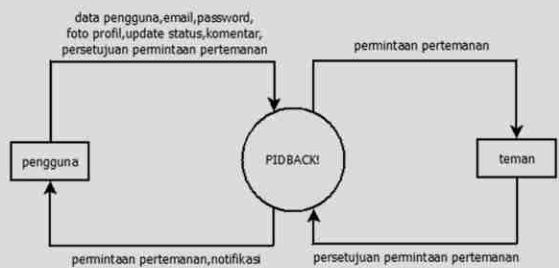 data pengguna,email,password,
foto profil,update status,komentar,
persetujuan permintaan pertemanan
permintaan pertemanan
pengguna
PIDBACK!
teman
permintaan pertemanan,notifikasi
persetujuan permintaan pertemanan